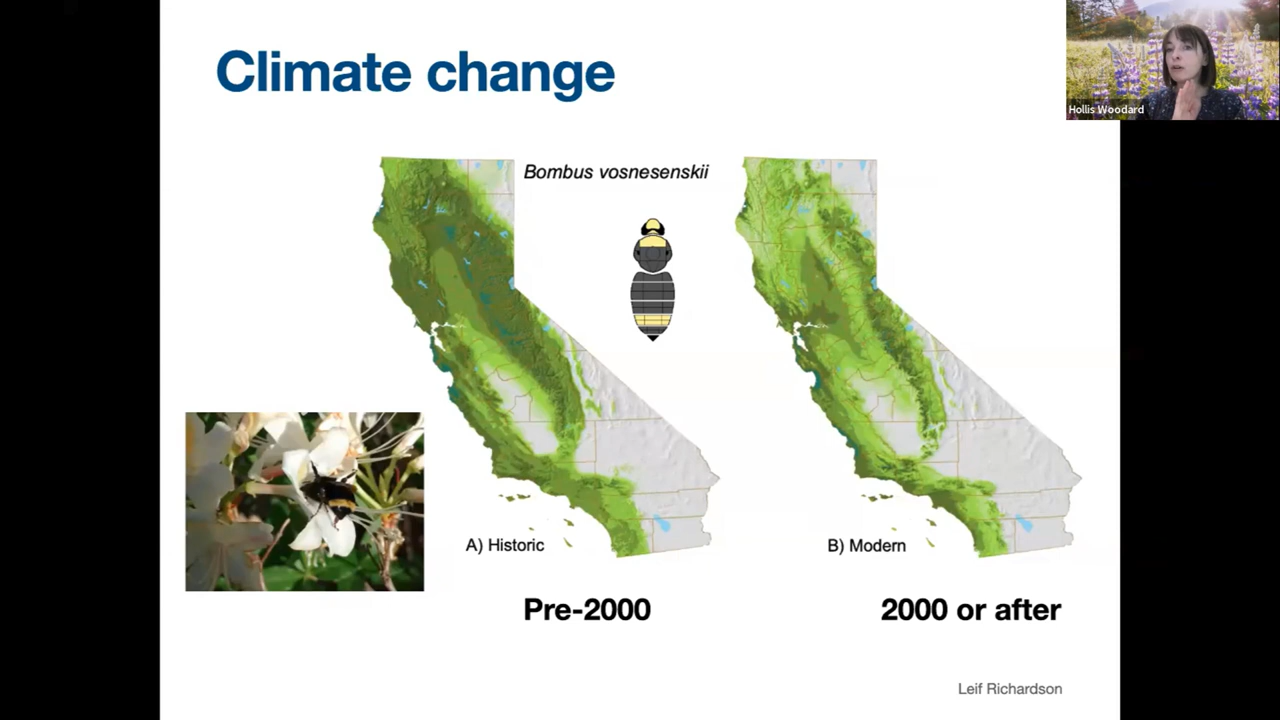 Climate change
Hollis Woodard
Bombus vosnesenskii
A) Historic
B) Modern
Pre-2000
2000 or after
Leif Richardson